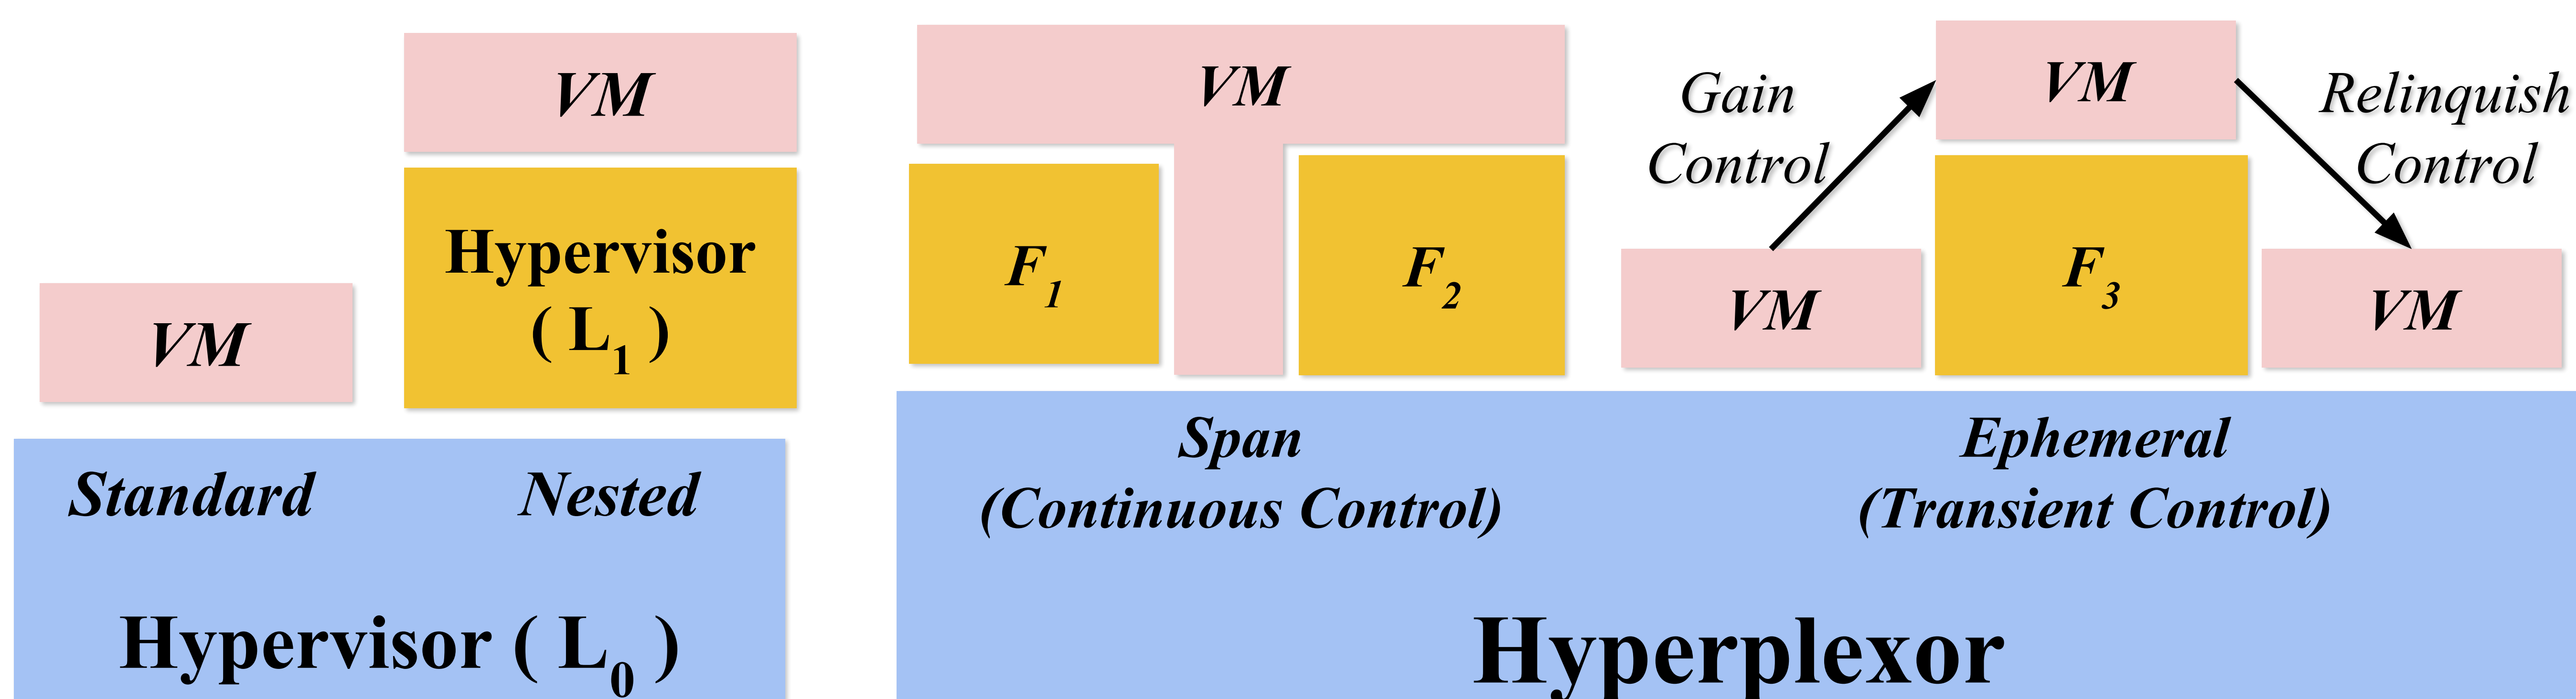 VM
VM
Hypervisor
( L₁ )
Standard
Nested
Hypervisor ( L₀ )
VM
F₁
F₂
Span
(Continuous Control)
Gain
Control
VM
VM
Relinquish
Control
F₃
VM
Ephemeral
(Transient Control)
Hyperplexor